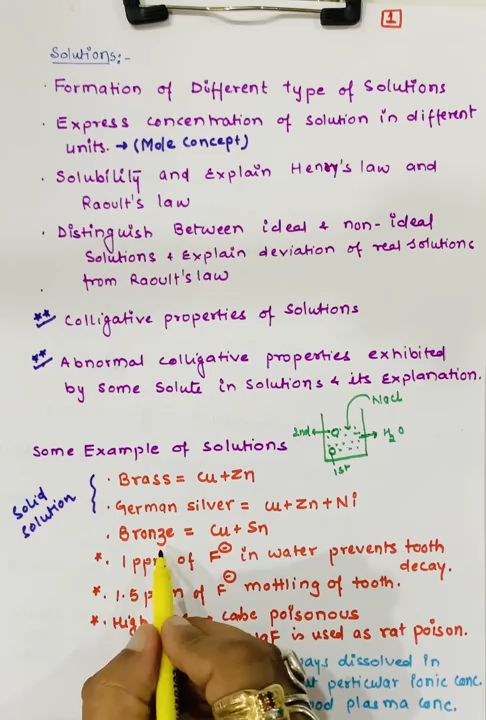 1
Solutions:-
· Formation of Different type of Solutions
· Express concentration of solution in different
units. → (Mole Concept)
· Solubility and Explain Henry's law and
Raoult's law
· Distinguish Between ideal & non-ideal
Solutions & Explain deviation of real solutions
from Raoult's law
** Colligative properties of Solutions
** Abnormal colligative properties exhibited
by some Solute in Solutions & its Explanation.
NaCl
2nd
H2O
1st
Some Example of Solutions
Solid
solution
· Brass = Cu+Zn
· German silver = Cu+Zn+Ni
· Bronze = Cu+Sn
*· 1 ppm of F⊖ in water prevents tooth
decay.
*· 1.5 of F⊖ mottling of tooth.
*· cabe poisonous
is used as rat poison.
dissolved in
perticular ionic conc.
plasma conc.